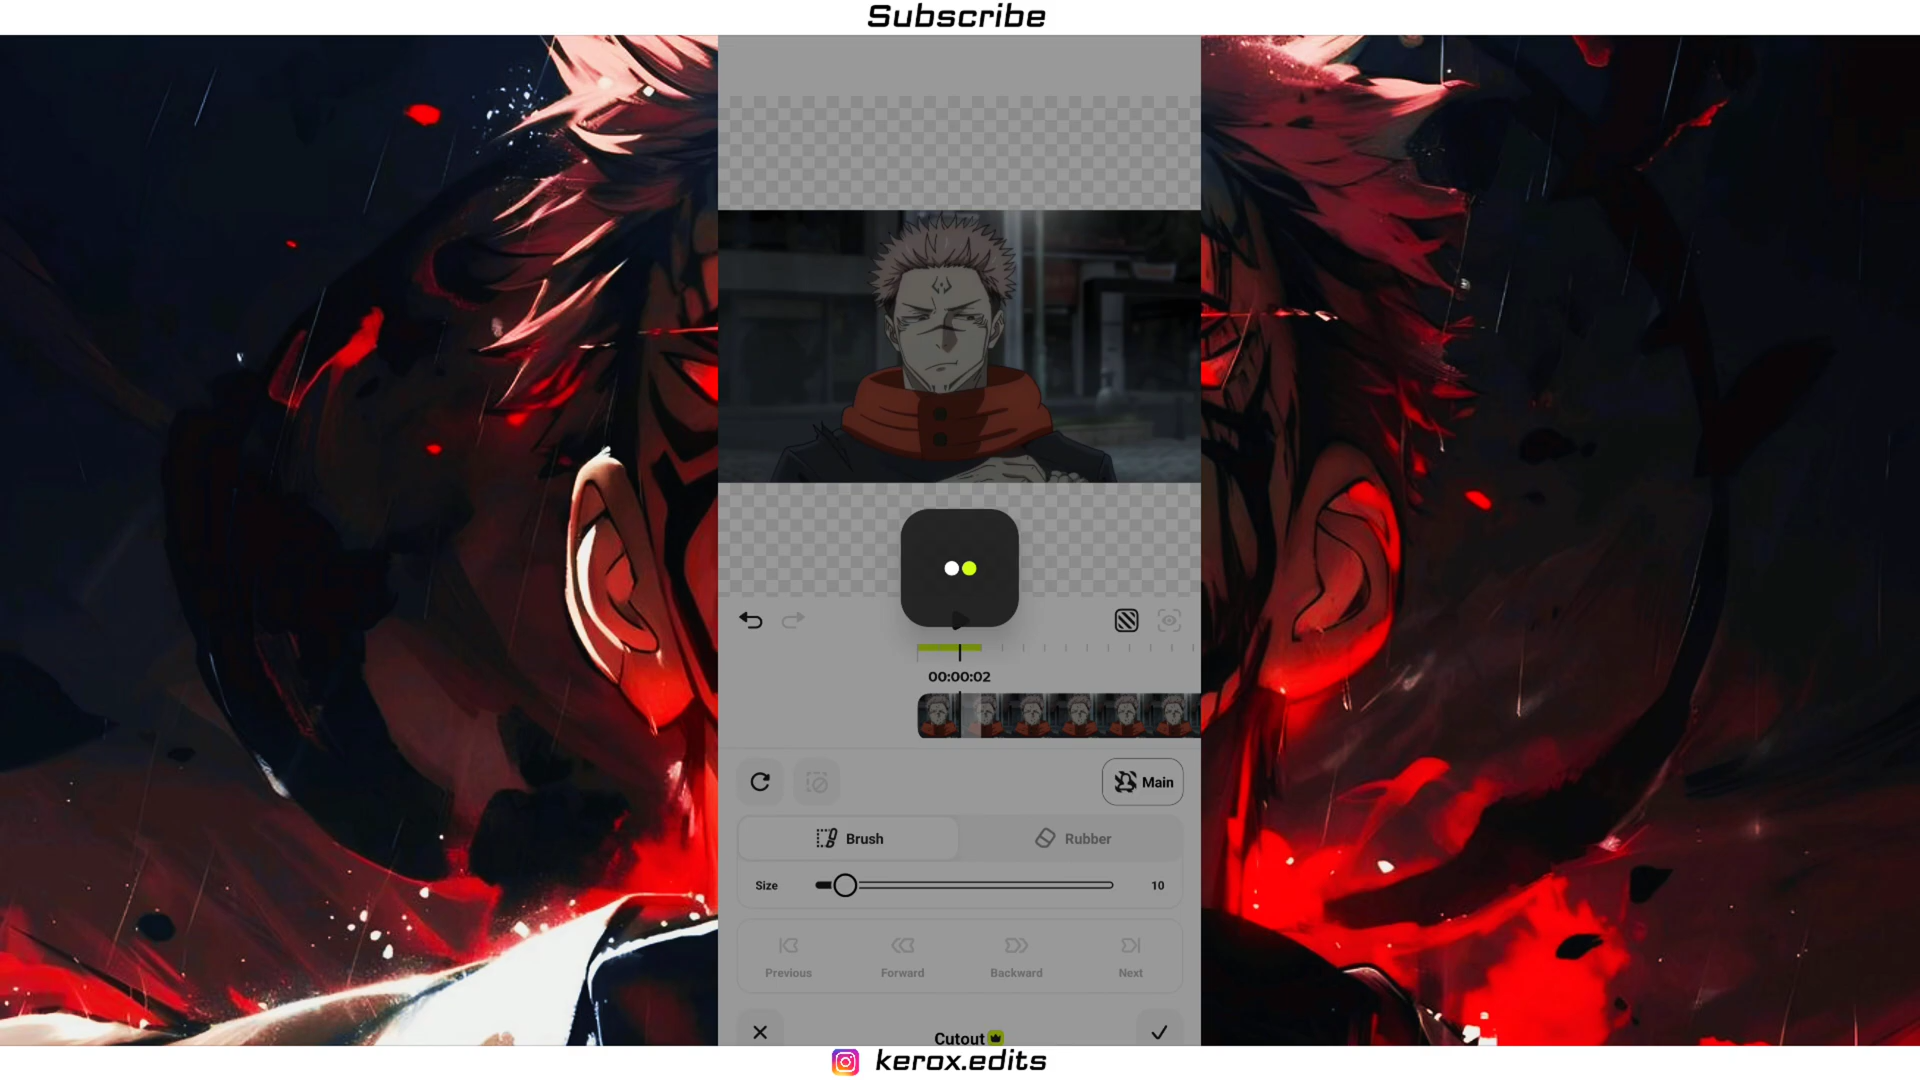 Subscribe
00:00:02
Main
Brush
Rubber
Size
10
Previous
Forward
Backward
Next
Cutout
kerox.edits